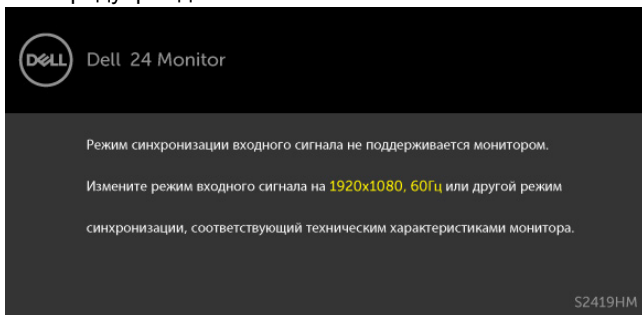 DELL
Dell 24 Monitor
Режим синхронизации входного сигнала не поддерживается монитором.
Измените режим входного сигнала на 1920x1080, 60Гц или другой режим
синхронизации, соответствующий техническим характеристиками монитора.
S2419HM